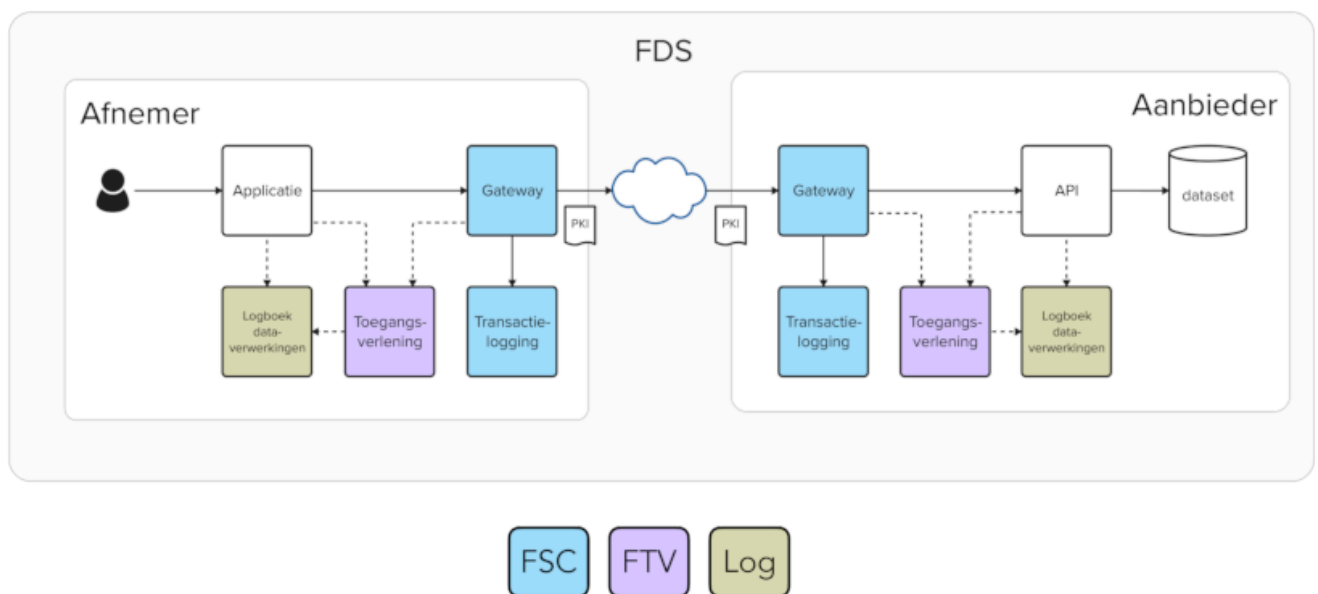 FDS
Afnemer
Aanbieder
Applicatie
Gateway
PKI
PKI
Gateway
API
dataset
Logboek
data-
verwerkingen
Toegangs-
verlening
Transactie-
logging
Transactie-
logging
Toegangs-
verlening
Logboek
data-
verwerkingen
FSC
FTV
Log